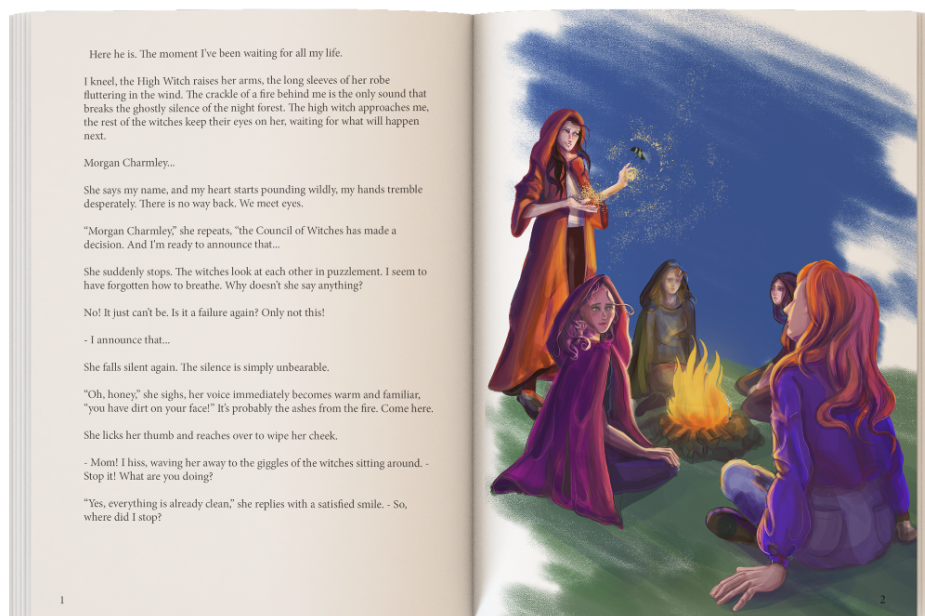 Here he is. The moment I've been waiting for all my life.
I kneel, the High Witch raises her arms, the long sleeves of her robe
fluttering in the wind. The crackle of a fire behind me is the only sound that
breaks the ghostly silence of the night forest. The high witch approaches me,
the rest of the witches keep their eyes on her, waiting for what will happen
next.
Morgan Charmley...
She says my name, and my heart starts pounding wildly, my hands tremble
desperately. There is no way back. We meet eyes.
“Morgan Charmley,” she repeats, “the Council of Witches has made a
decision. And I'm ready to announce that...
She suddenly stops. The witches look at each other in puzzlement. I seem to
have forgotten how to breathe. Why doesn't she say anything?
No! It just can't be. Is it a failure again? Only not this!
- I announce that...
She falls silent again. The silence is simply unbearable.
“Oh, honey,” she sighs, her voice immediately becomes warm and familiar,
“you have dirt on your face!” It's probably the ashes from the fire. Come here.
She licks her thumb and reaches over to wipe her cheek.
- Mom! I hiss, waving her away to the giggles of the witches sitting around. -
Stop it! What are you doing?
“Yes, everything is already clean,” she replies with a satisfied smile. - So,
where did I stop?
1
2